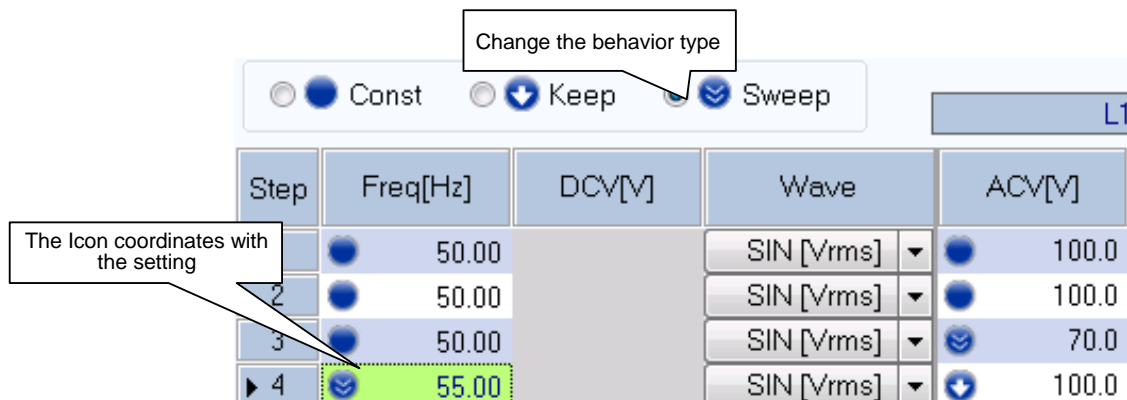 Change the behavior type
Const Keep Sweep
L1
Step Freq[Hz] DCV[V] Wave ACV[V]
The Icon coordinates with
the setting
50.00 SIN [Vrms] 100.0
2 50.00 SIN [Vrms] 100.0
3 50.00 SIN [Vrms] 70.0
4 55.00 SIN [Vrms] 100.0